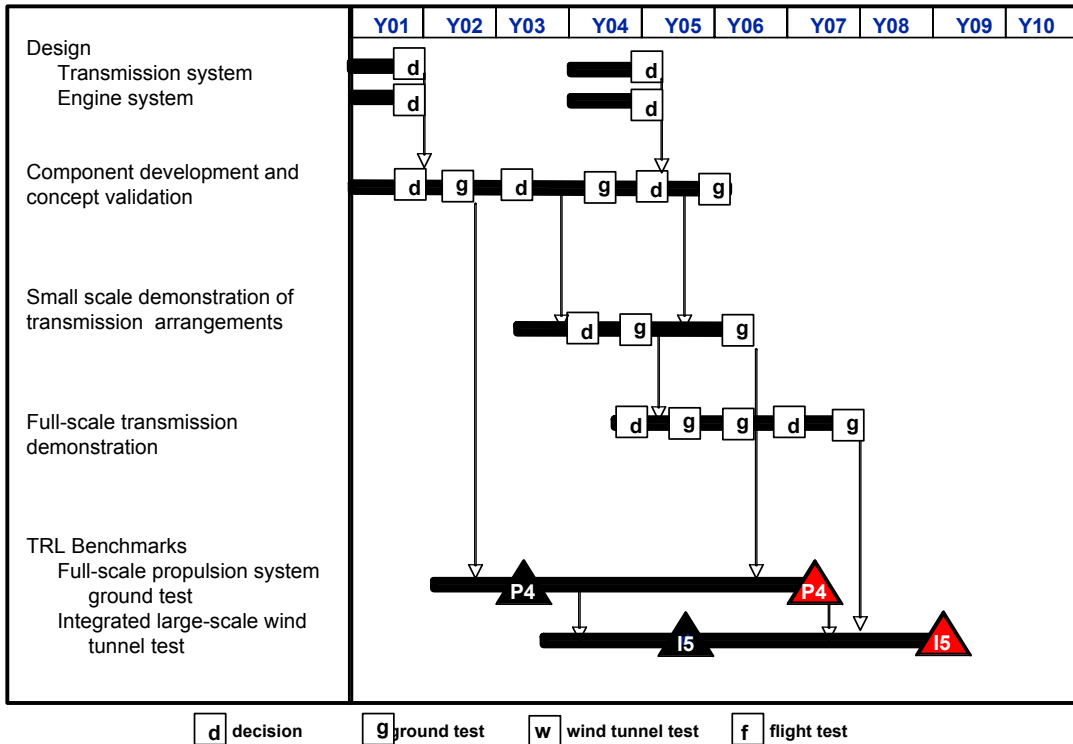 Y01 Y02 Y03 Y04 Y05 Y06 Y07 Y08 Y09 Y10
Design
Transmission system
d d
Engine system
d d
Component development and
concept validation
d g d g d g
Small scale demonstration of
transmission arrangements
d g g
Full-scale transmission
demonstration
d g g d g
TRL Benchmarks
Full-scale propulsion system
ground test
P4 P4
Integrated large-scale wind
tunnel test
I5 I5
d decision g ground test w wind tunnel test f flight test